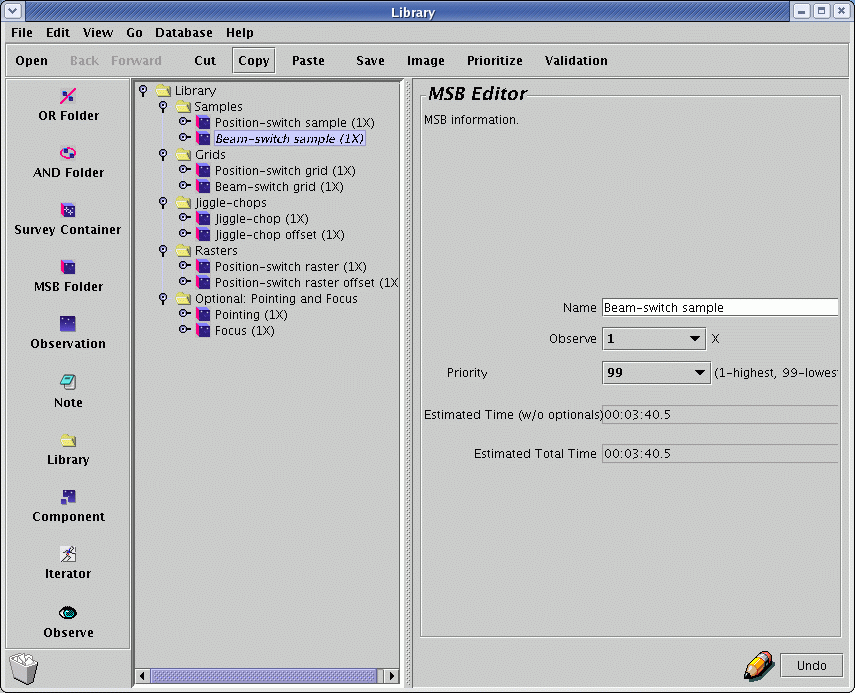 Library
File Edit View Go Database Help
Open Back Forward Cut Copy Paste Save Image Prioritize Validation
OR Folder
AND Folder
Survey Container
MSB Folder
Observation
Note
Library
Component
Iterator
Observe
Library
Samples
Position-switch sample (1X)
Beam-switch sample (1X)
Grids
Position-switch grid (1X)
Beam-switch grid (1X)
Jiggle-chops
Jiggle-chop (1X)
Jiggle-chop offset (1X)
Rasters
Position-switch raster (1X)
Position-switch raster offset (1X
Optional: Pointing and Focus
Pointing (1X)
Focus (1X)
MSB Editor
MSB information.
Name Beam-switch sample
Observe 1 X
Priority 99 (1-highest, 99-lowest
Estimated Time (w/o optionals) 00:03:40.5
Estimated Total Time 00:03:40.5
Undo